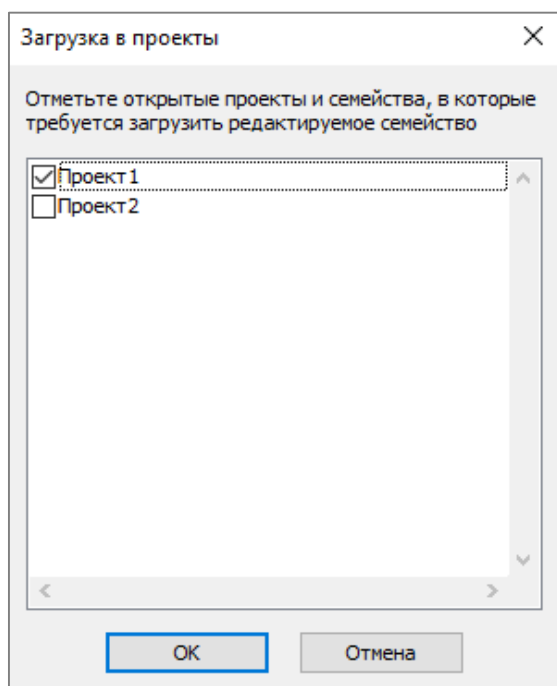 Загрузка в проекты
Отметьте открытые проекты и семейства, в которые
требуется загрузить редактируемое семейство
Проект1
Проект2
OK
Отмена